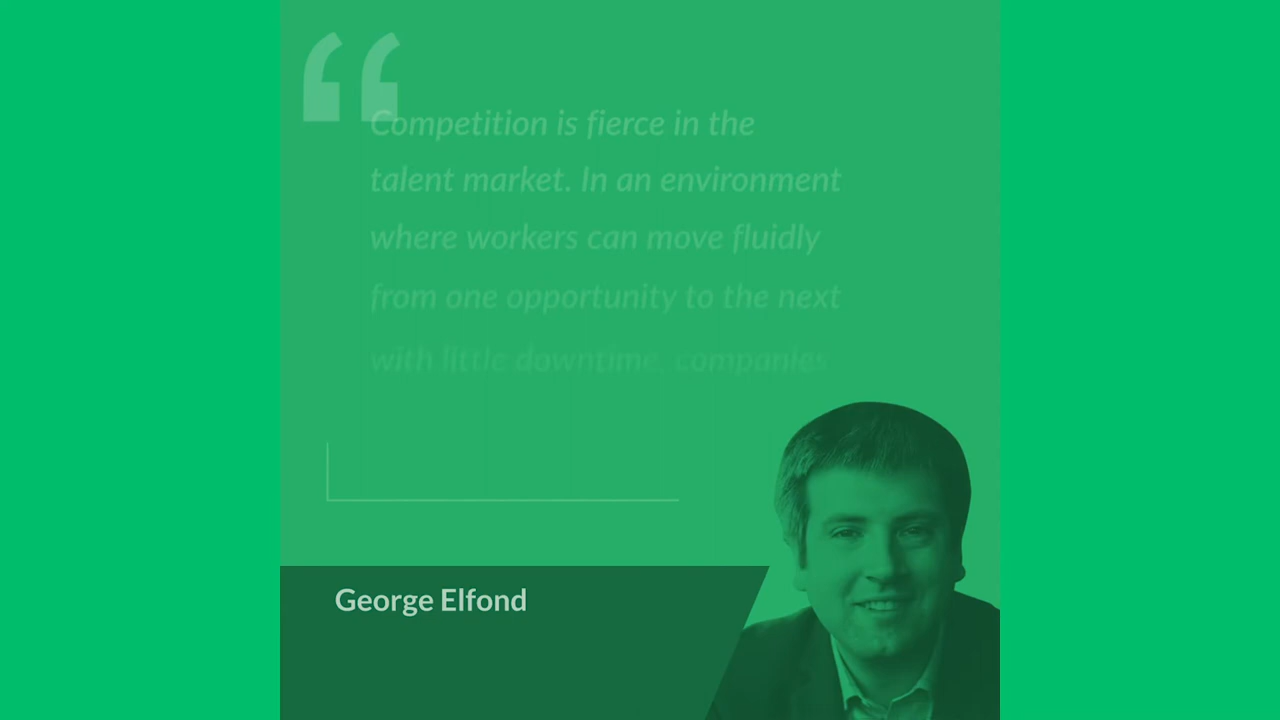 “
Competition is fierce in the
talent market. In an environment
where workers can move fluidly
from one opportunity to the next
with little downtime, companies
George Elfond